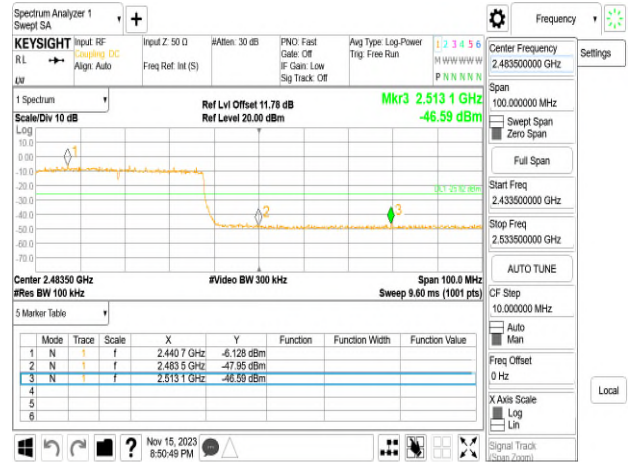 Spectrum Analyzer 1
Swept SA
Frequency
KEYSIGHT
RL
Input: RF
Coupling: DC
Align: Auto
Input Z: 50 Ω
Freq Ref: Int (S)
#Atten: 30 dB
PNO: Fast
Gate: Off
IF Gain: Low
Sig Track: Off
Avg Type: Log-Power
Trig: Free Run
1 2 3 4 5 6
M W W W W W
P N N N N N
1 Spectrum
Scale/Div 10 dB
Ref Lvl Offset 11.78 dB
Ref Level 20.00 dBm
Mkr3 2.513 1 GHz
-46.59 dBm
Log
10.0
0.00
-10.0
-20.0
-30.0
-40.0
-50.0
-60.0
-70.0
1
2
3
Center 2.48350 GHz
#Res BW 100 kHz
#Video BW 300 kHz
Span 100.0 MHz
Sweep 9.60 ms (1001 pts)
5 Marker Table
Mode Trace Scale X Y Function Function Width Function Value
1 N 1 f 2.440 7 GHz -6.128 dBm
2 N 1 f 2.483 5 GHz -47.95 dBm
3 N 1 f 2.513 1 GHz -46.59 dBm
4
5
6
?
Nov 15, 2023
8:50:49 PM
Center Frequency
2.483500000 GHz
Settings
Span
100.000000 MHz
Swept Span
Zero Span
Full Span
Start Freq
2.433500000 GHz
Stop Freq
2.533500000 GHz
AUTO TUNE
CF Step
10.000000 MHz
Auto
Man
Freq Offset
0 Hz
X Axis Scale
Log
Lin
Local
Signal Track
(Span Zoom)